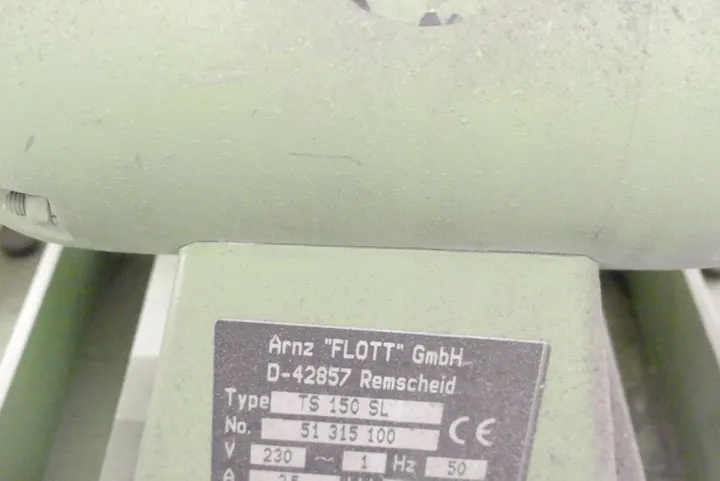 Arnz "FLOTT" GmbH
D-42857 Remscheid
Type TS 150 SL
No. 51 315 100 CE
V 230 ~ 1 Hz 50
A